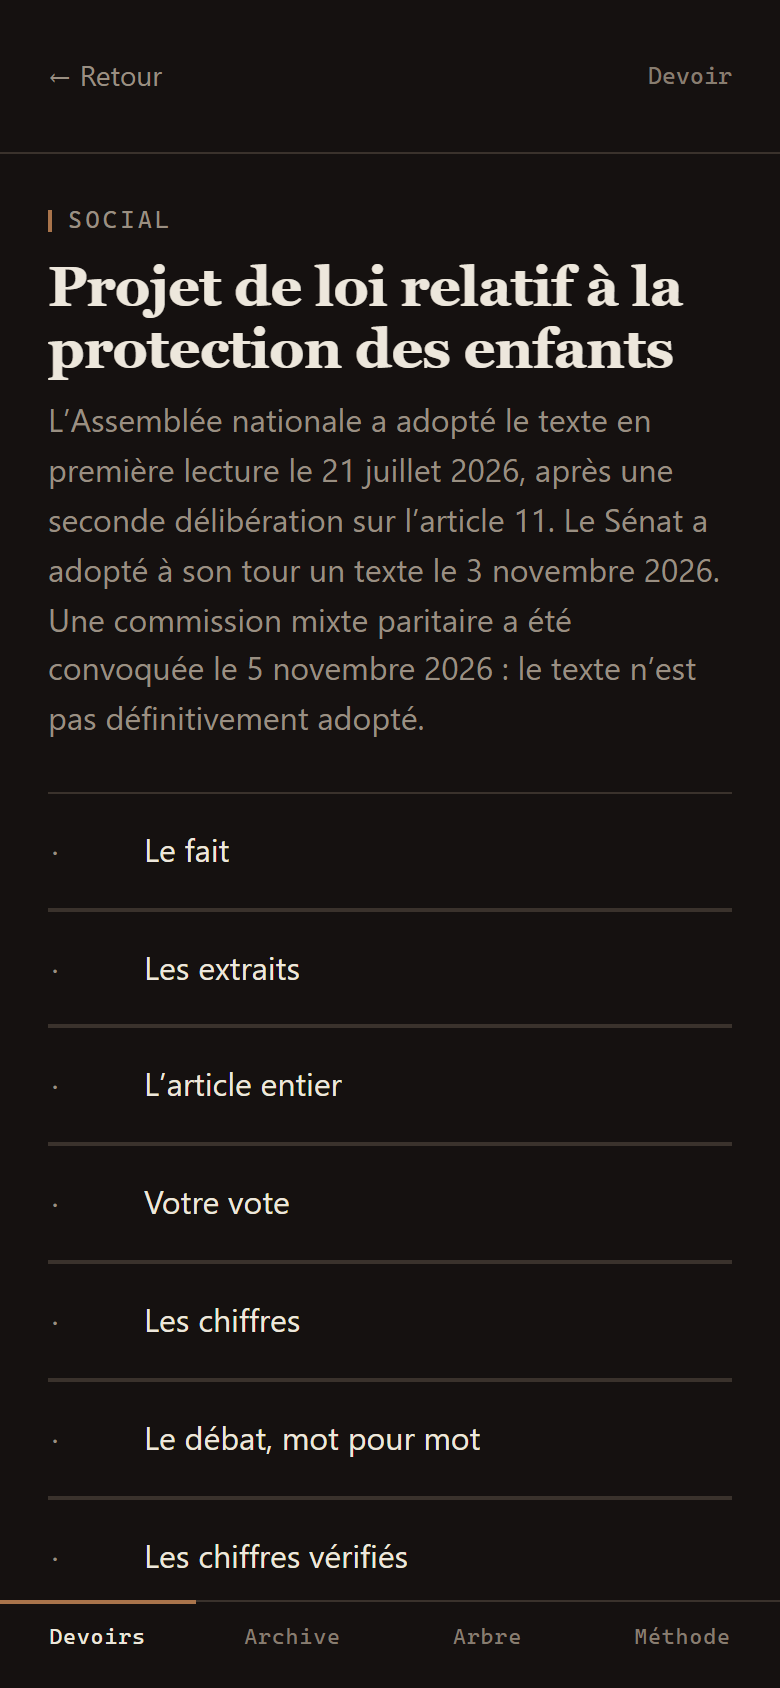 ← Retour
Devoir
SOCIAL
Projet de loi relatif à la
protection des enfants
L’Assemblée nationale a adopté le texte en
première lecture le 21 juillet 2026, après une
seconde délibération sur l’article 11. Le Sénat a
adopté à son tour un texte le 3 novembre 2026.
Une commission mixte paritaire a été
convoquée le 5 novembre 2026 : le texte n’est
pas définitivement adopté.
· Le fait
· Les extraits
· L’article entier
· Votre vote
· Les chiffres
· Le débat, mot pour mot
· Les chiffres vérifiés
Devoirs Archive Arbre Méthode